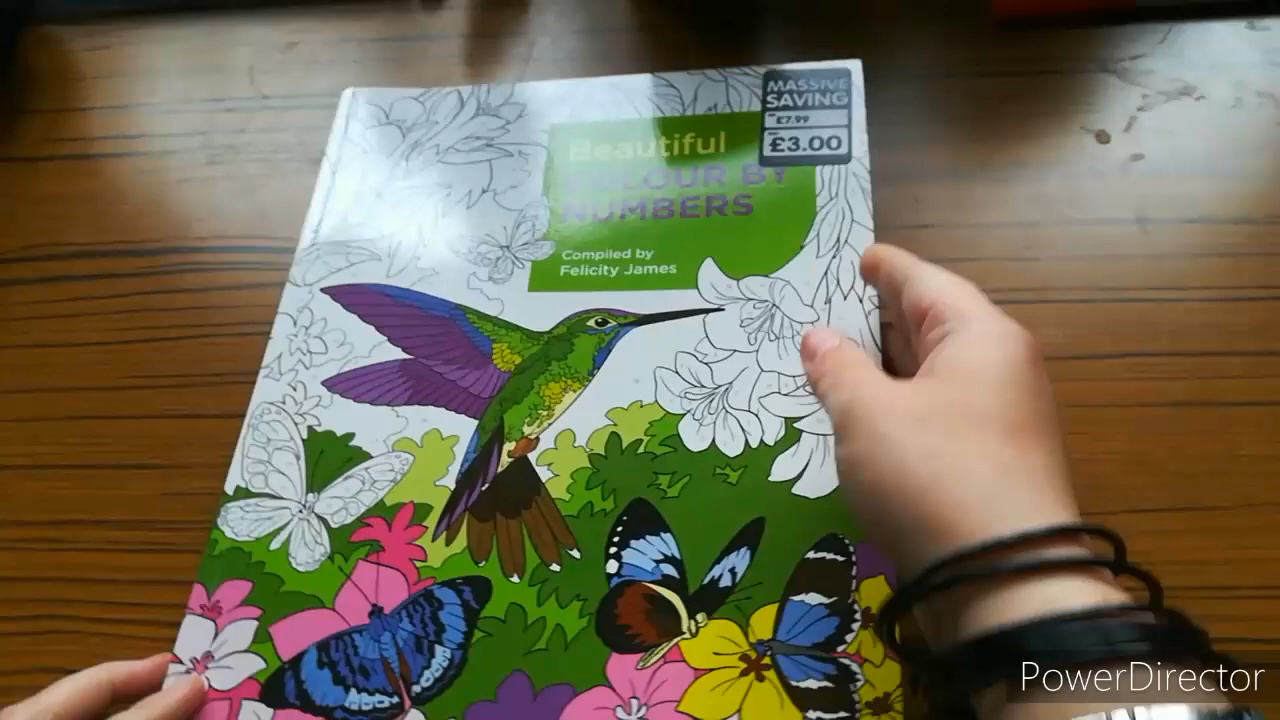 MASSIVE
SAVING
£7.99
£3.00
Beautiful
COLOUR BY
NUMBERS
Compiled by
Felicity James
PowerDirector